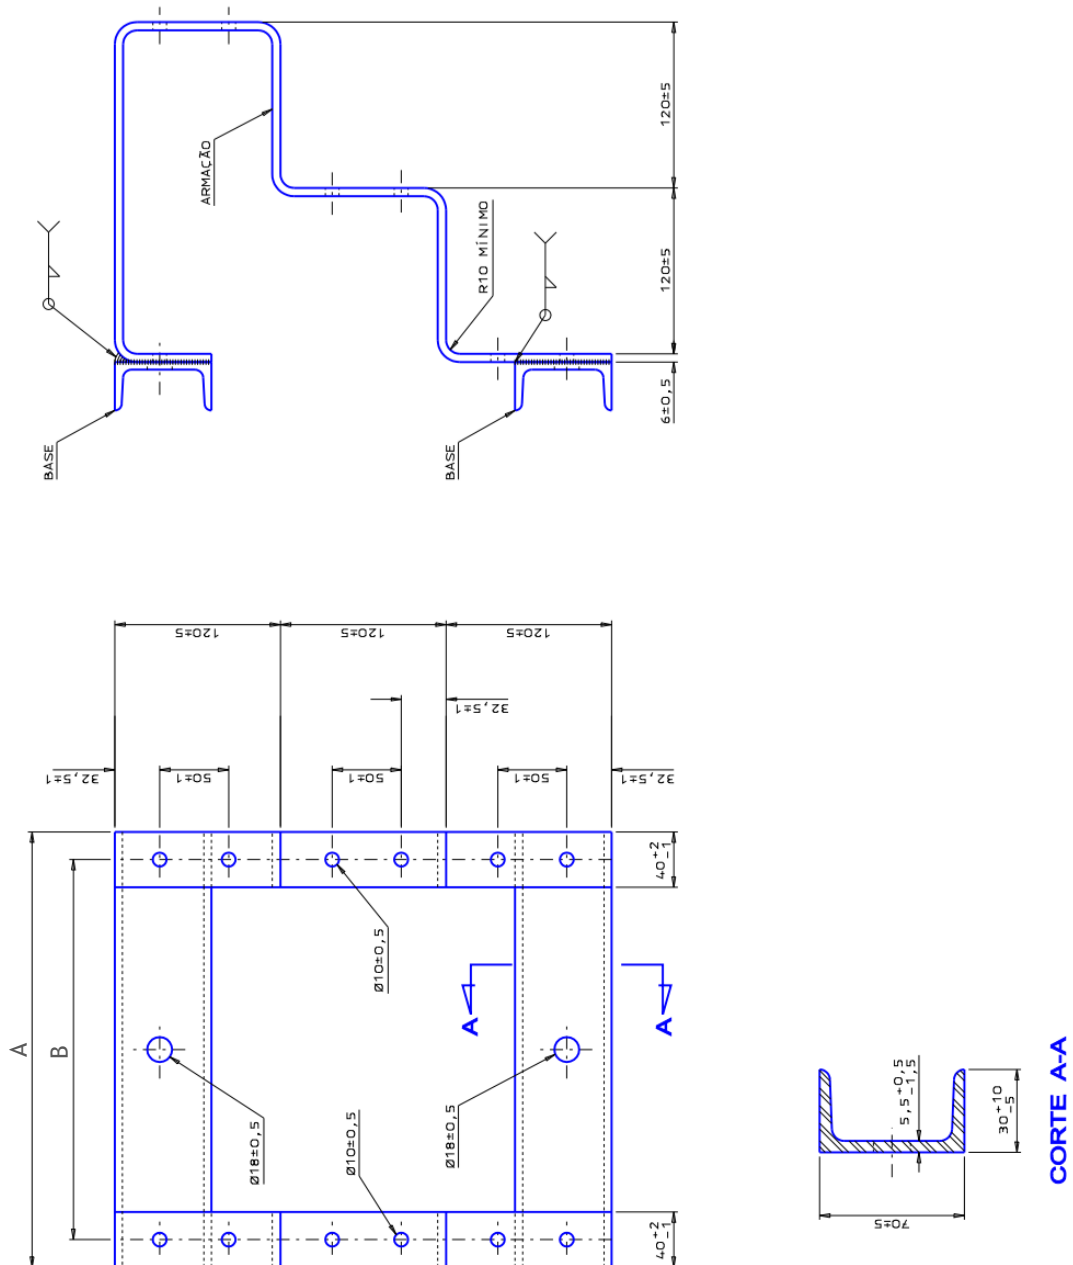 120±5
ARMAÇÃO
R10 MÍNIMO
120±5
6±0,5
BASE
BASE
120±5
120±5
120±5
32,5±1
32,5±1
50±1
50±1
50±1
32,5±1
40+2-1
Ø10±0,5
A
A
A
B
Ø18±0,5
Ø10±0,5
Ø18±0,5
40+2-1
5,5+0,5-1,5
30+10-5
70±5
CORTE A-A